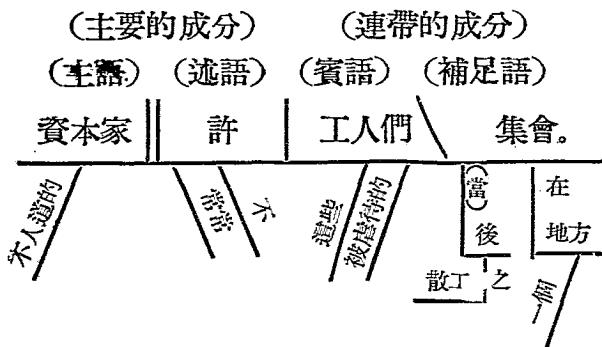 (主要的成分) (連帶的成分)
(主語) (述語) (賓語) (補足語)
資本家 許 工人們 集會。
不人道的
常常
不
這些
被虐待的
(當)
後
散工 之
在
地方
一個